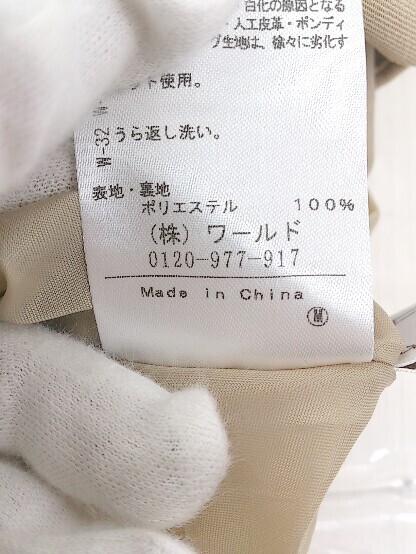 白化の原因となる
・人工皮革・ボンディ
生地は、徐々に劣化す
ット使用。
W-32 うら返し洗い。
表地・裏地
ポリエステル 100%
(株) ワールド
0120-977-917
Made in China
M